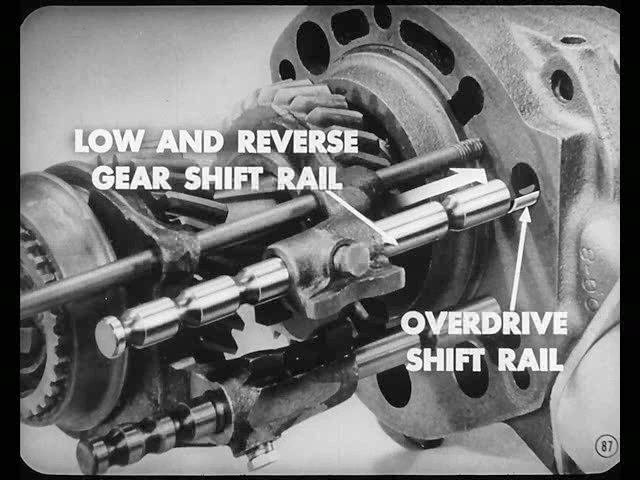 LOW AND REVERSE
GEAR SHIFT RAIL
OVERDRIVE
SHIFT RAIL
87